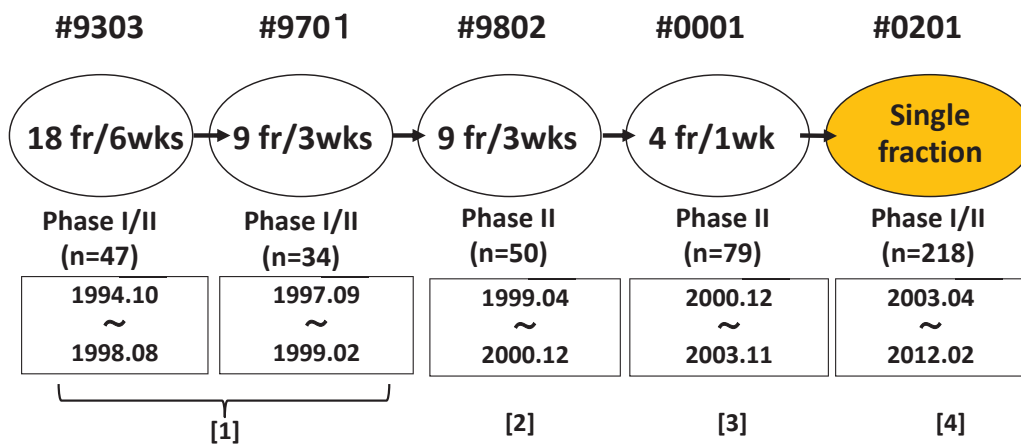 #9303 #9701 #9802 #0001 #0201
18 fr/6wks 9 fr/3wks 9 fr/3wks 4 fr/1wk Single fraction
Phase I/II Phase I/II Phase II Phase II Phase I/II
(n=47) (n=34) (n=50) (n=79) (n=218)
1994.10 1997.09 1999.04 2000.12 2003.04
~ ~ ~ ~ ~
1998.08 1999.02 2000.12 2003.11 2012.02
[1] [2] [3] [4]